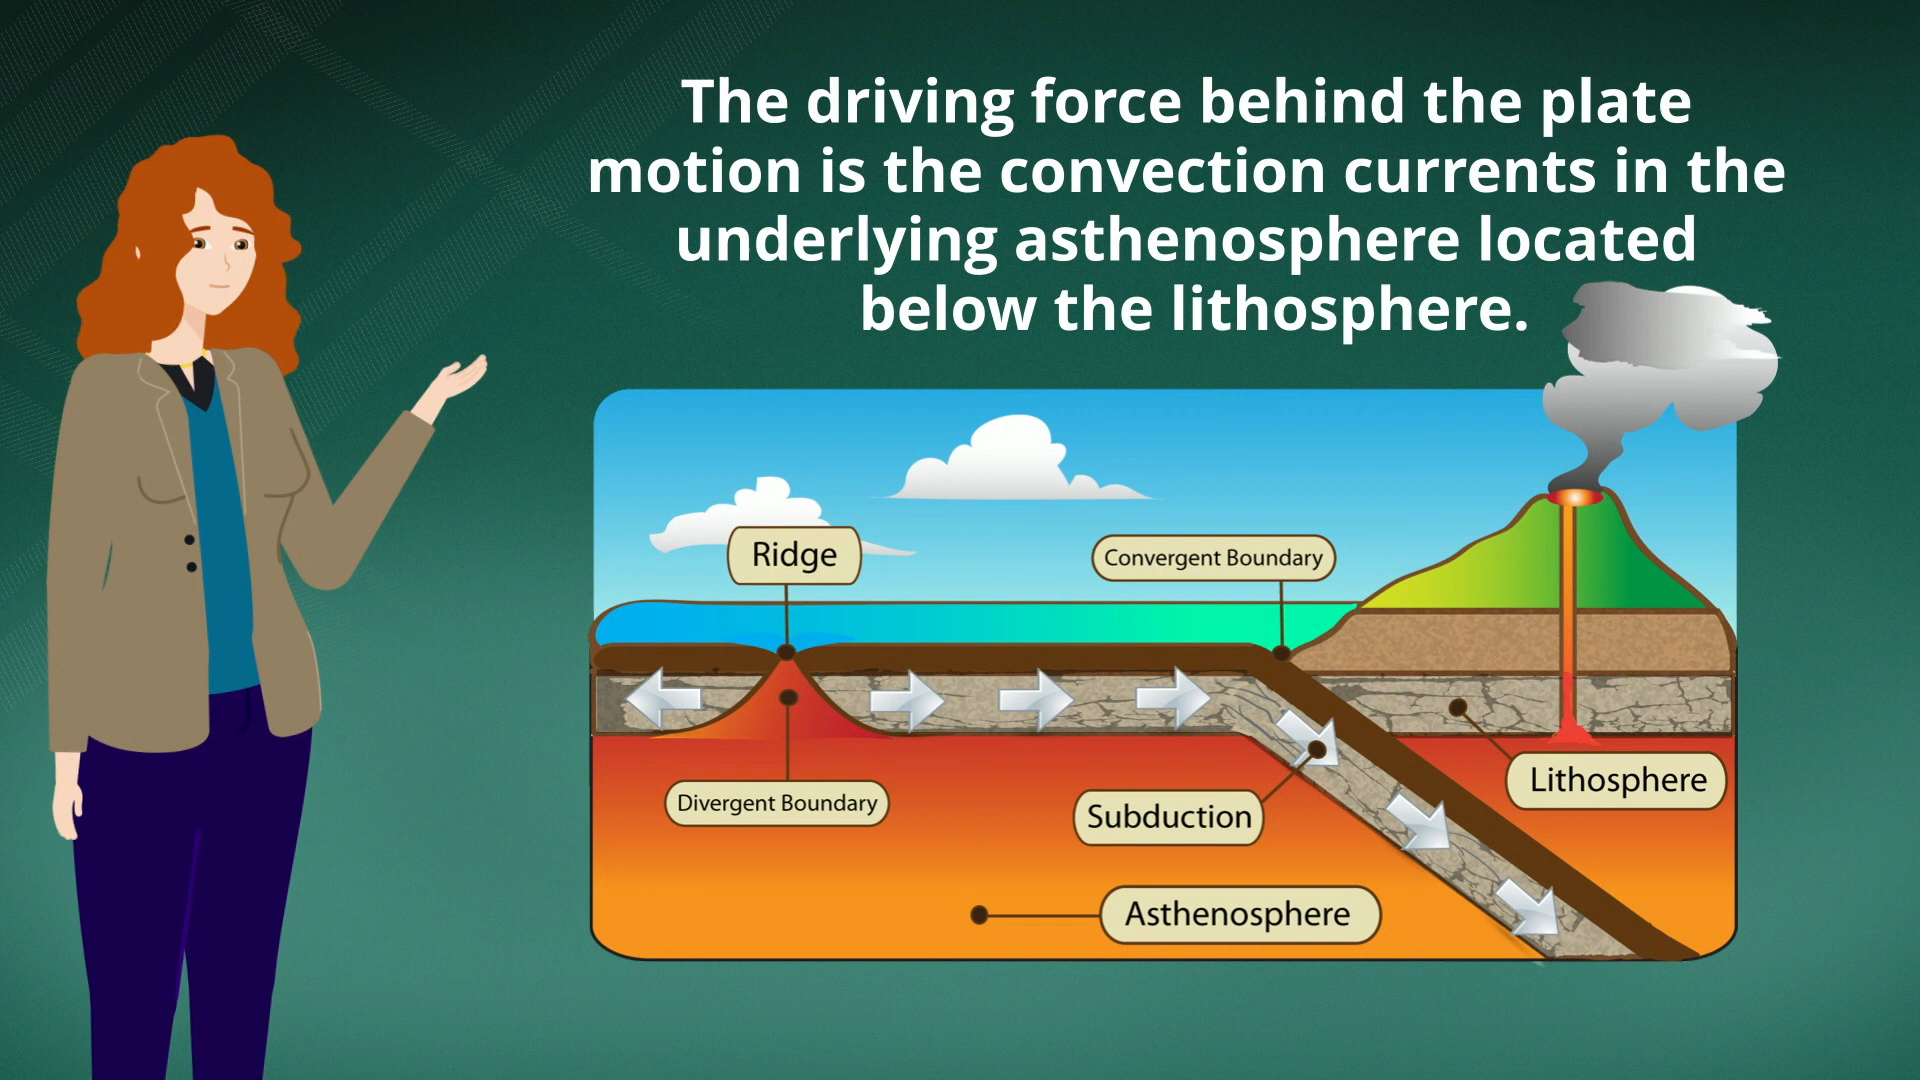 The driving force behind the plate
motion is the convection currents in the
underlying asthenosphere located
below the lithosphere.
Ridge
Convergent Boundary
Divergent Boundary
Subduction
Lithosphere
Asthenosphere